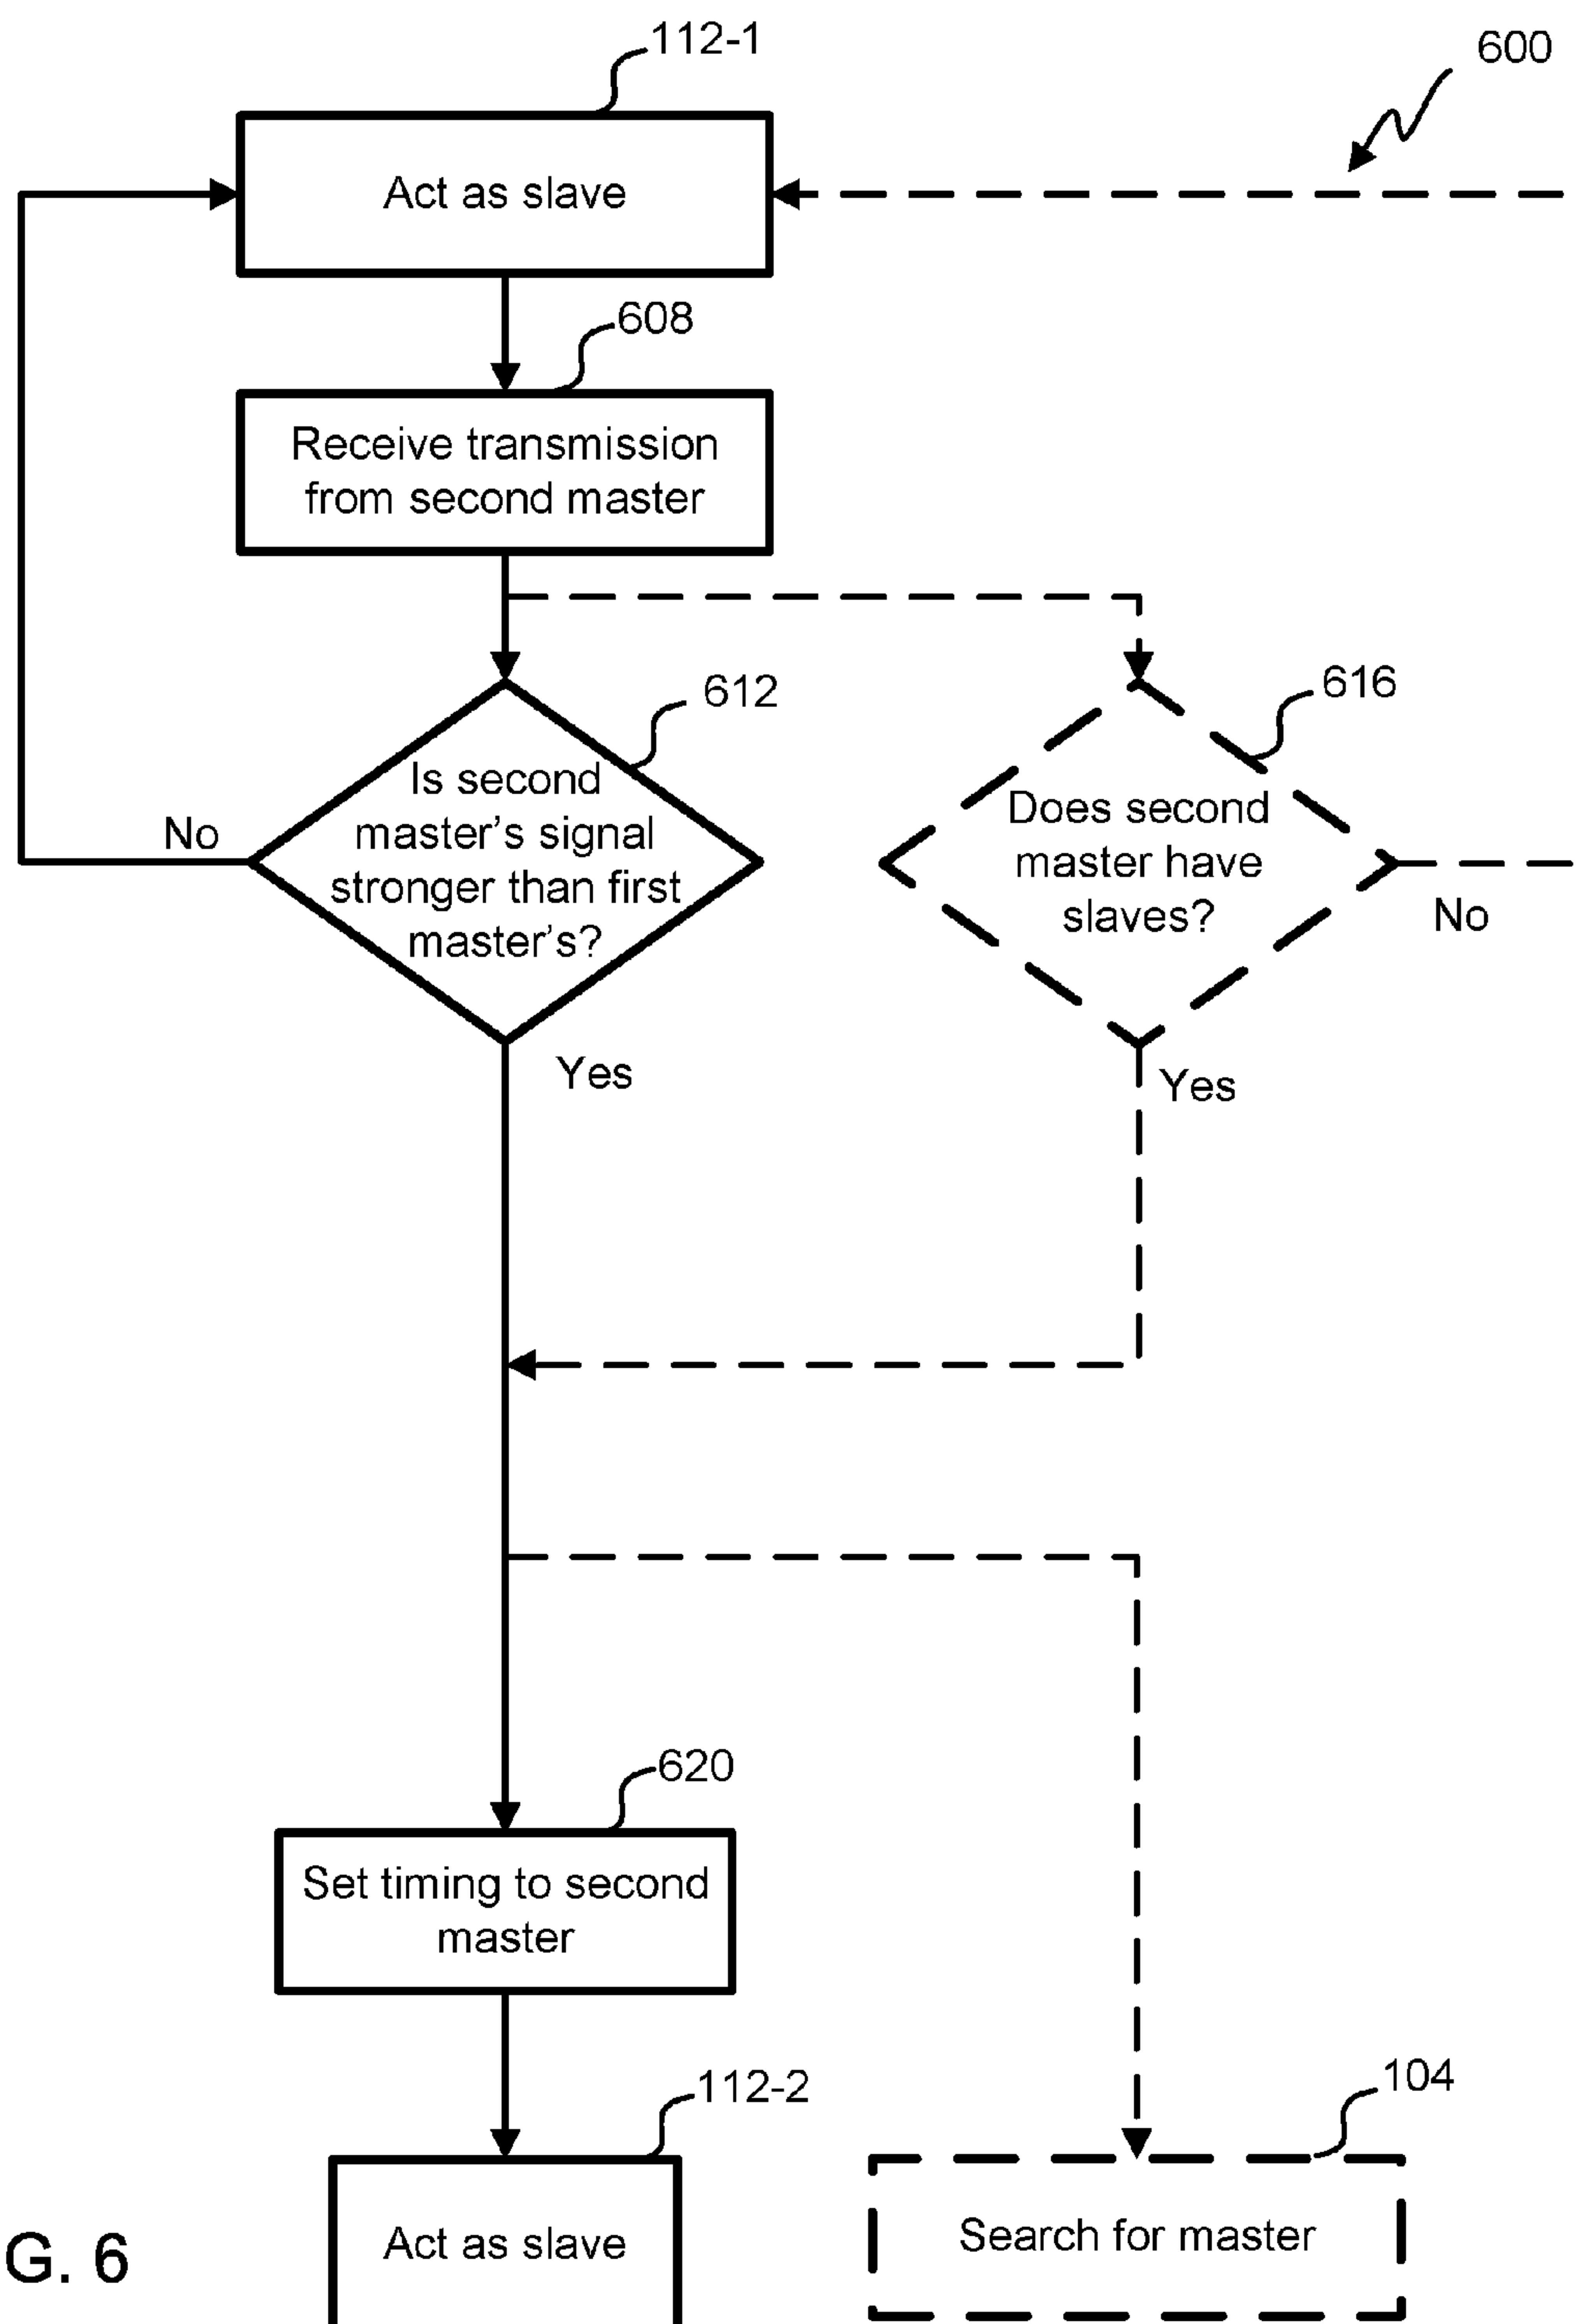 112-1
600
Act as slave
608
Receive transmission
from second master
612
616
Is second
master's signal
stronger than first
master's?
No
Yes
Does second
master have
slaves?
No
Yes
620
Set timing to second
master
112-2
104
Act as slave
Search for master
G. 6